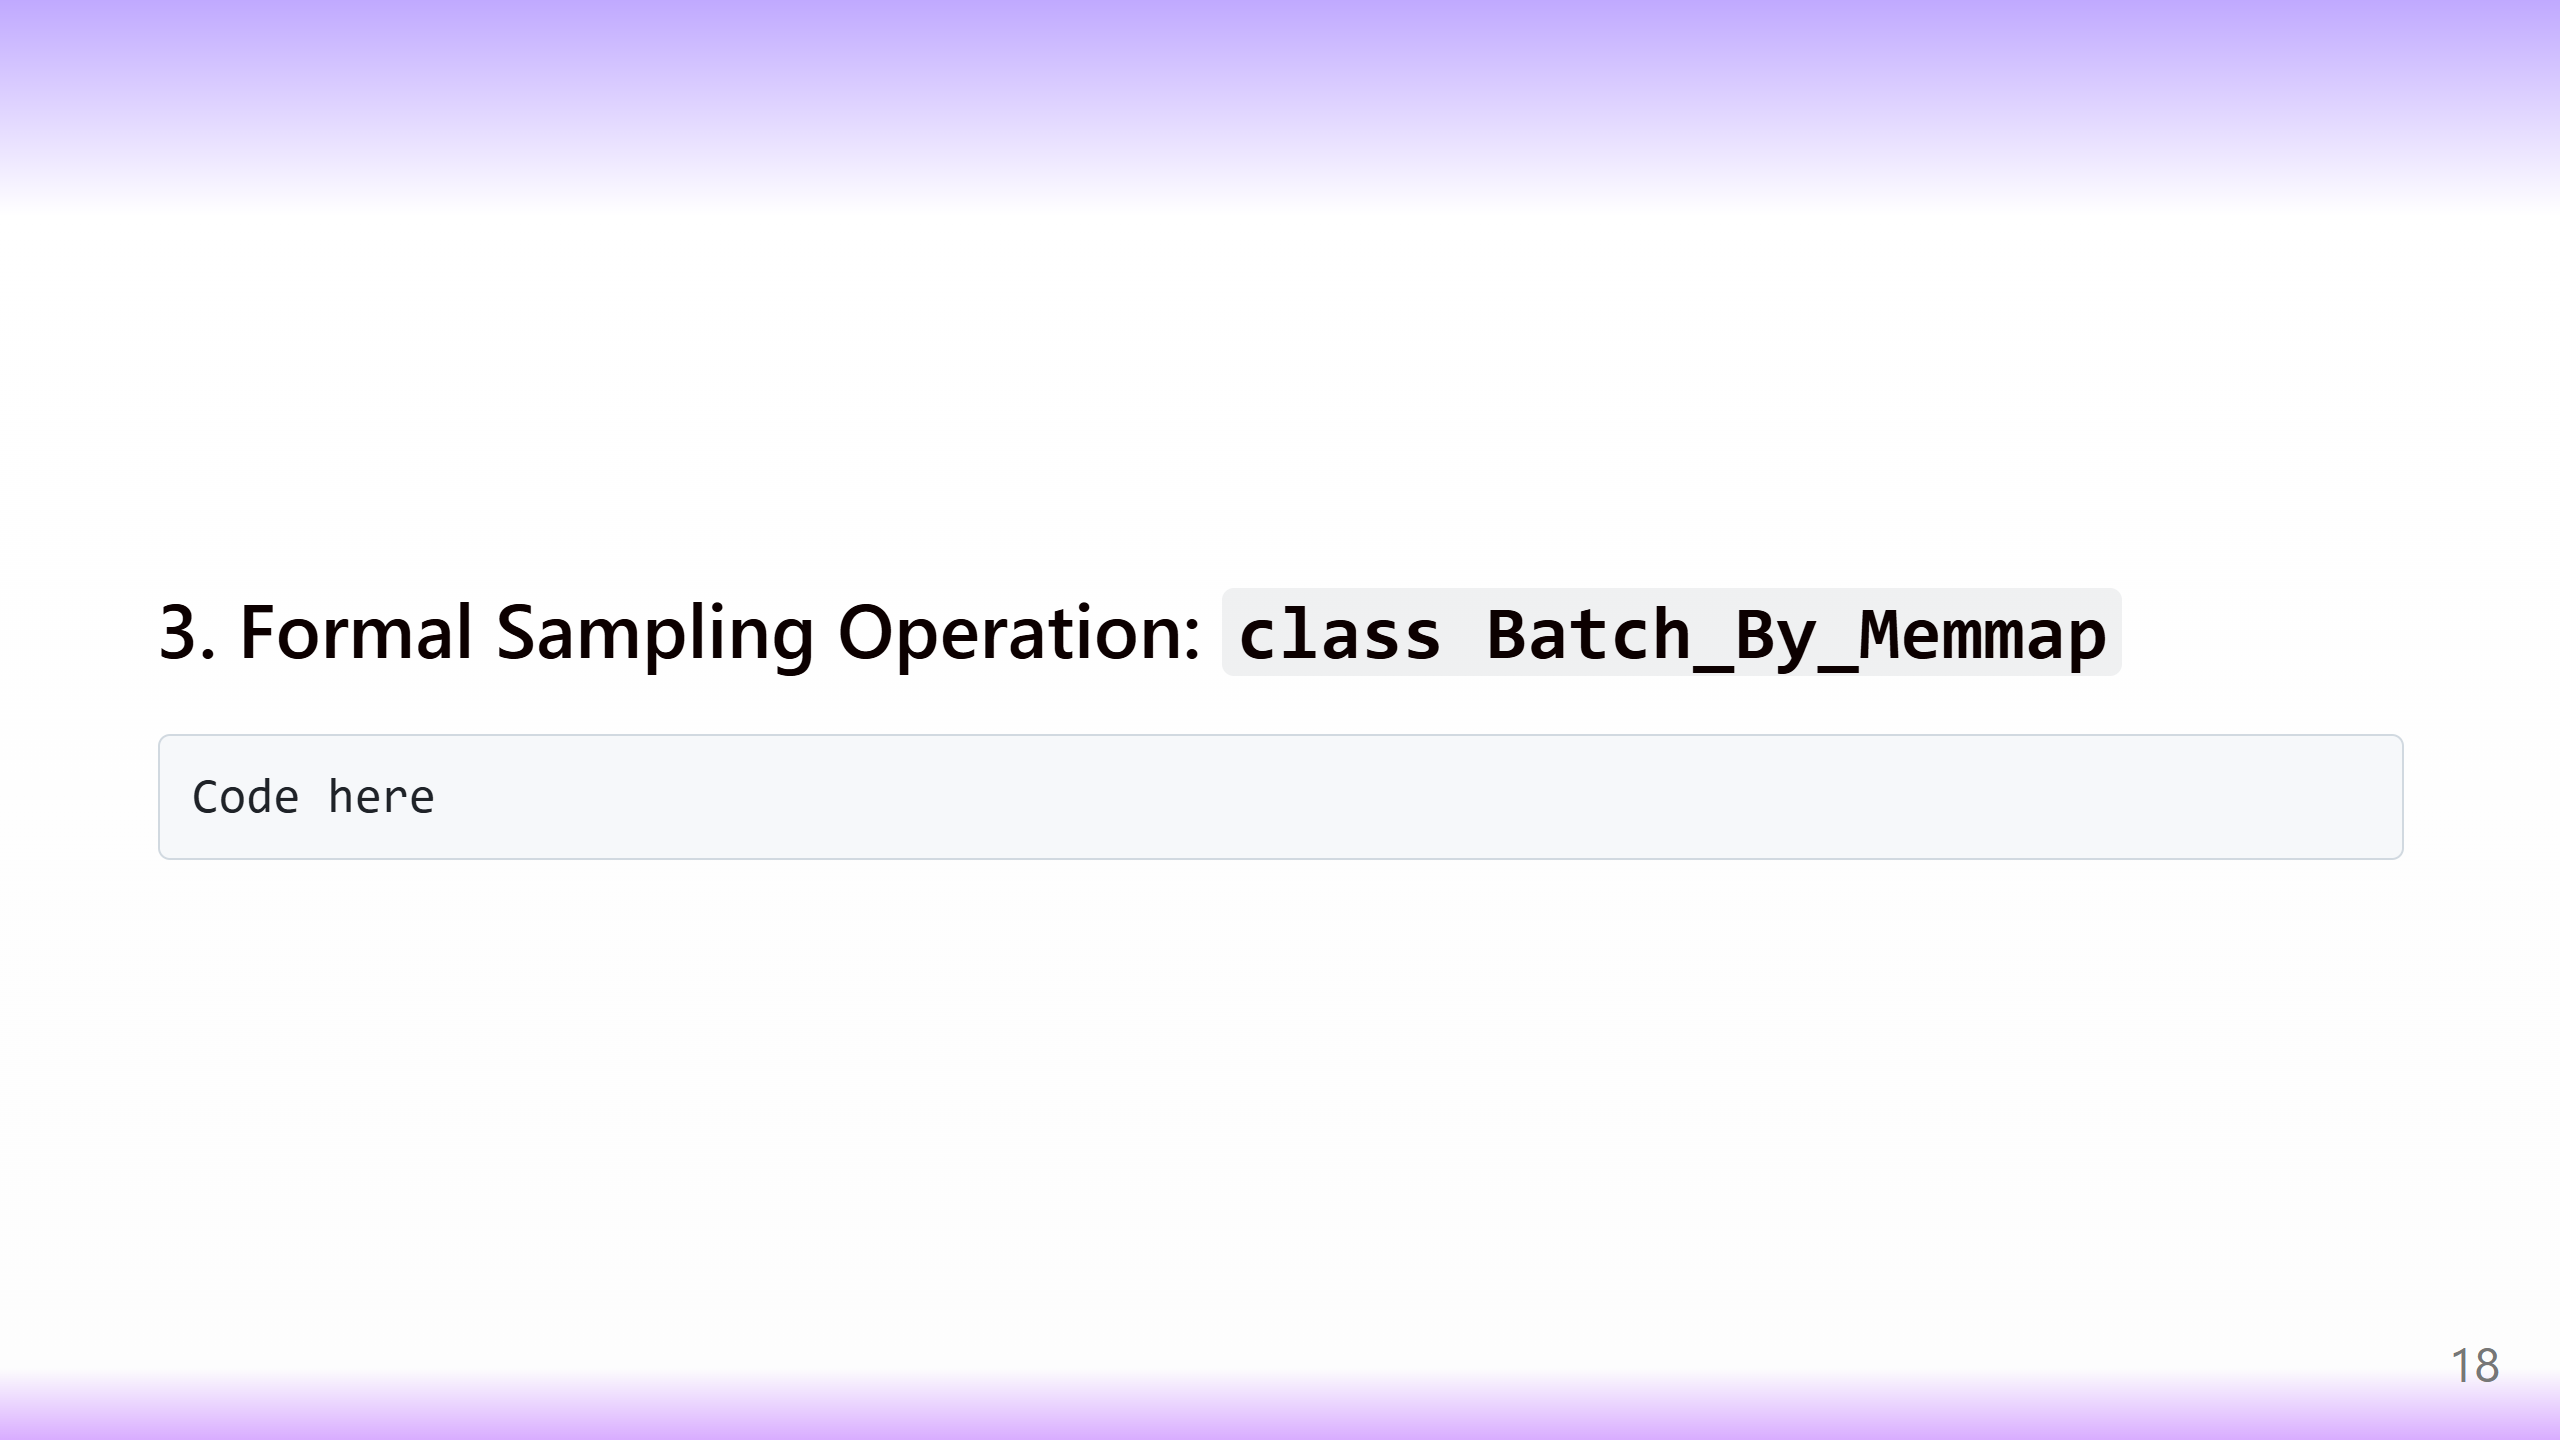 3. Formal Sampling Operation: class Batch_By_Memmap
Code here
18